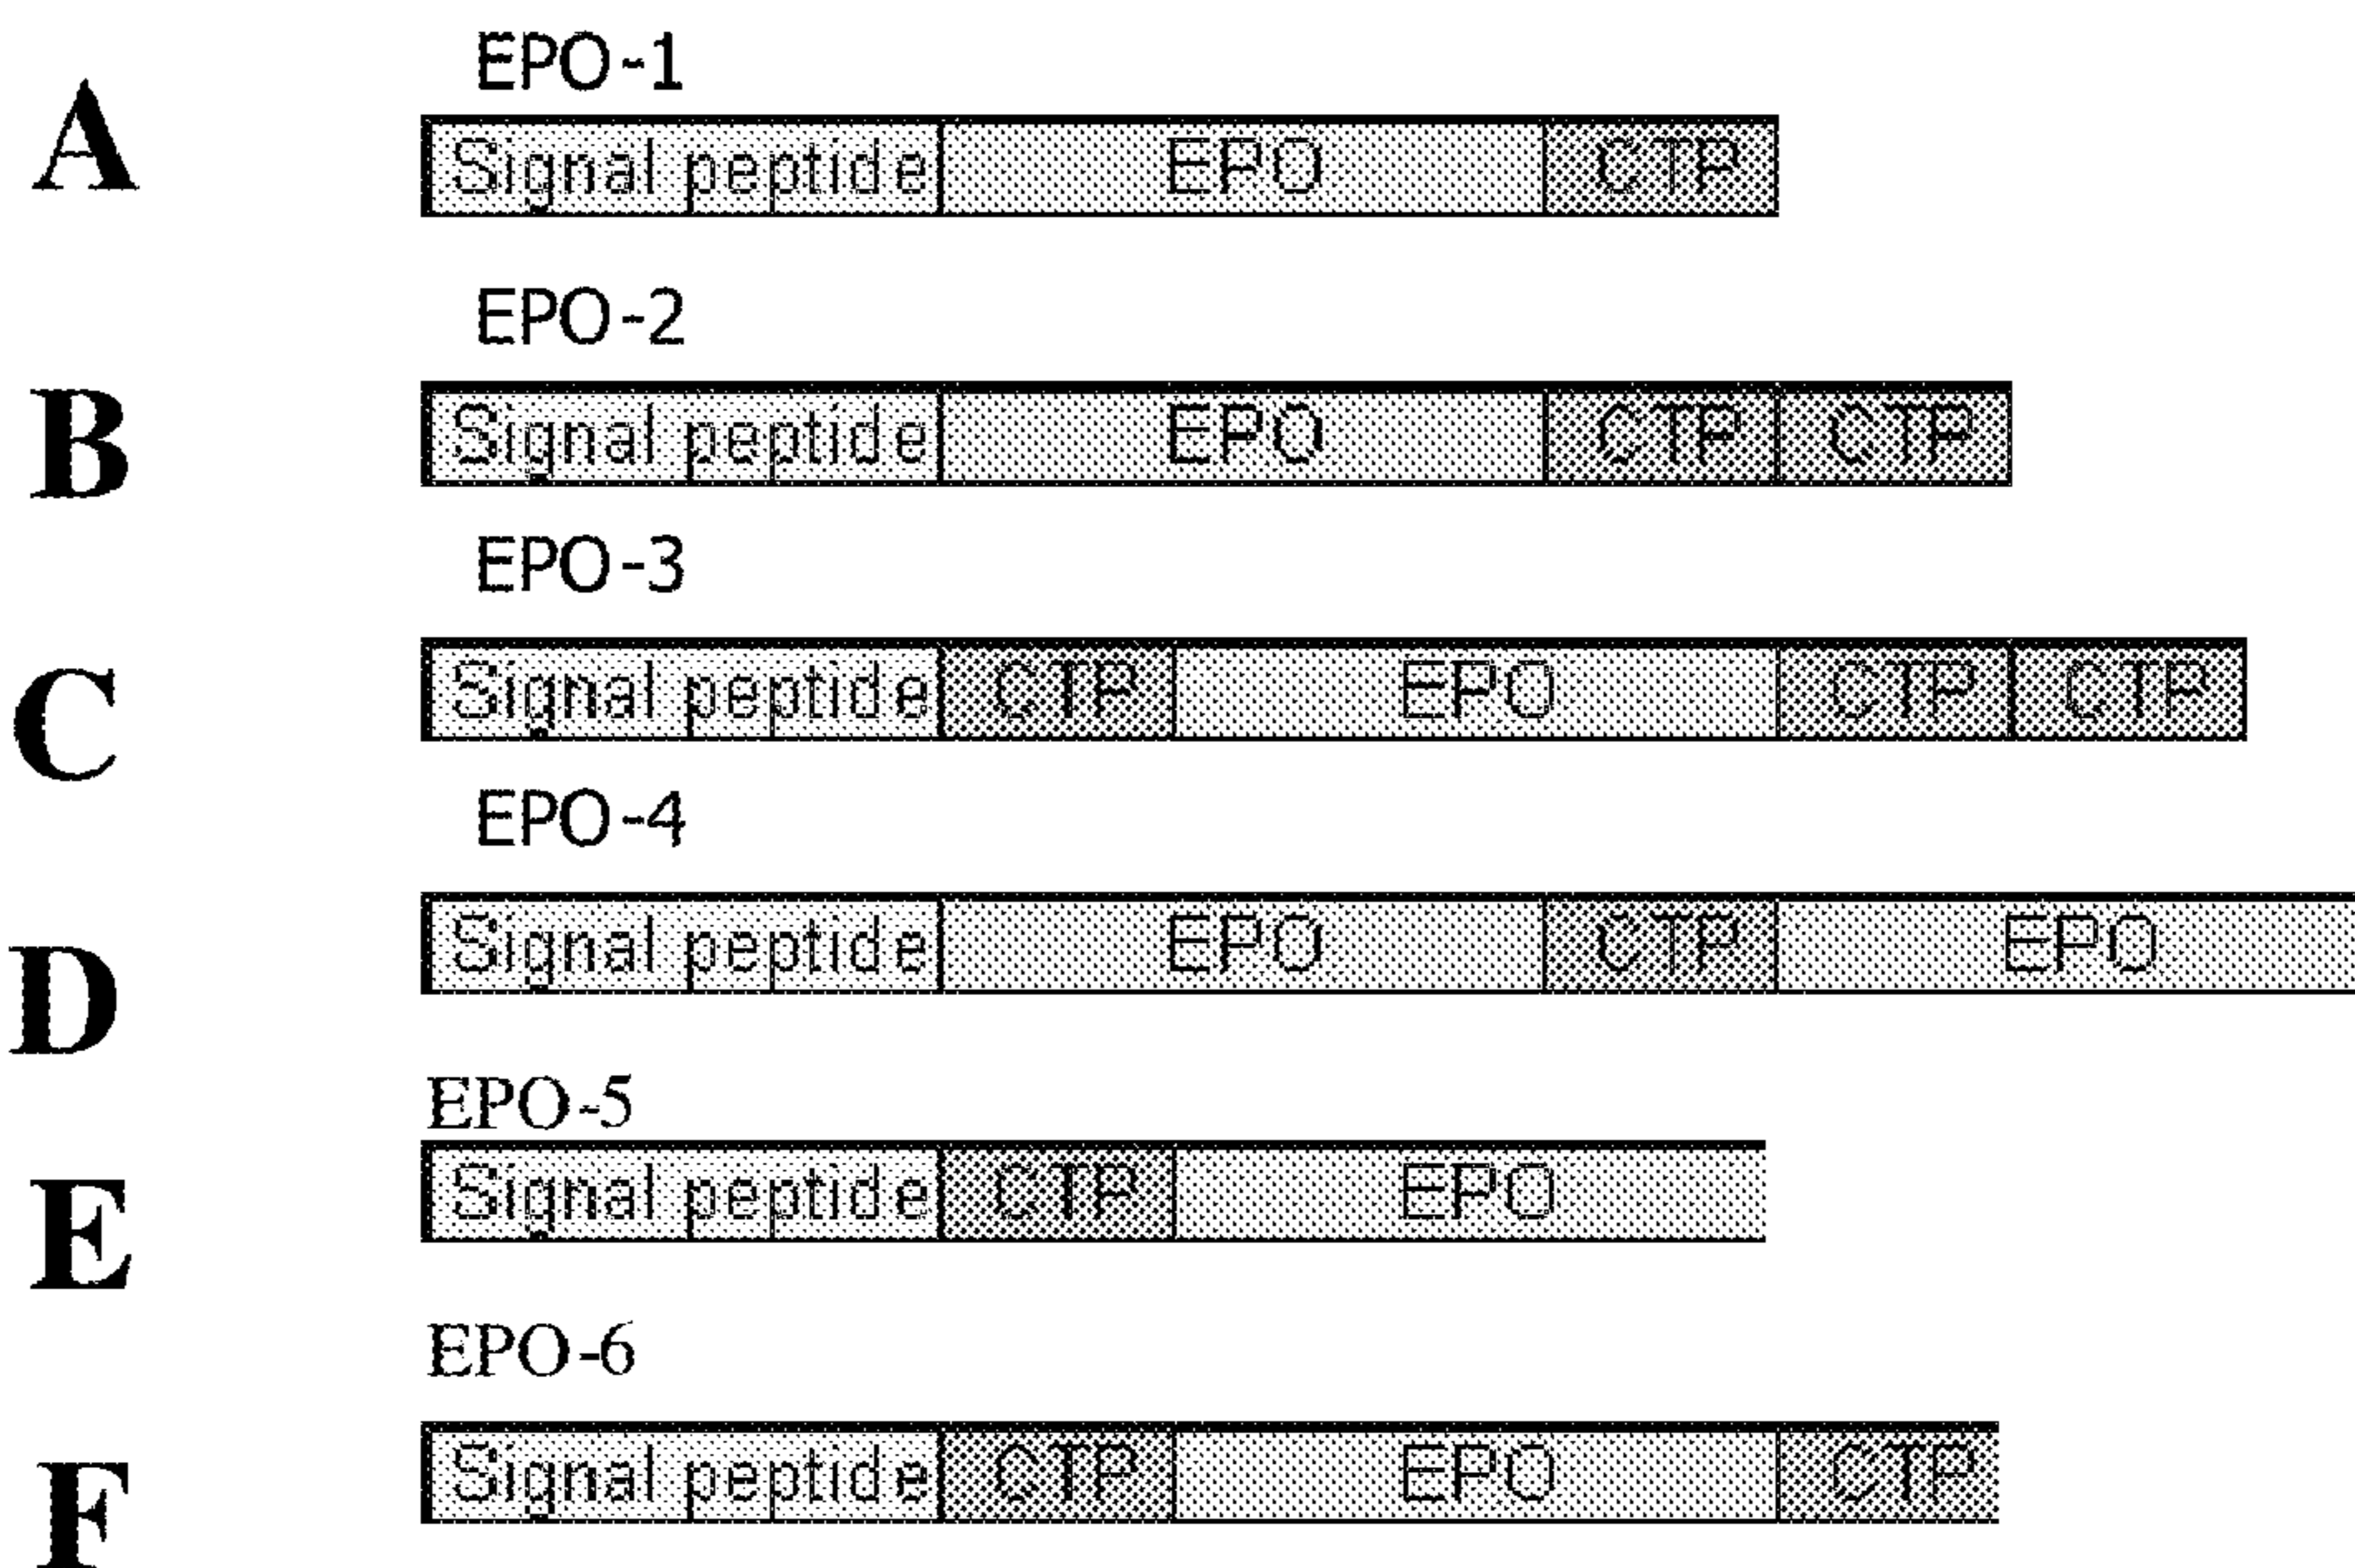 EPO-1
A
Signal peptide EPO CTP
EPO-2
B
Signal peptide EPO CTP CTP
EPO-3
C
Signal peptide CTP EPO CTP CTP
EPO-4
D
Signal peptide EPO CTP EPO
EPO-5
E
Signal peptide CTP EPO
EPO-6
F
Signal peptide CTP EPO CTP